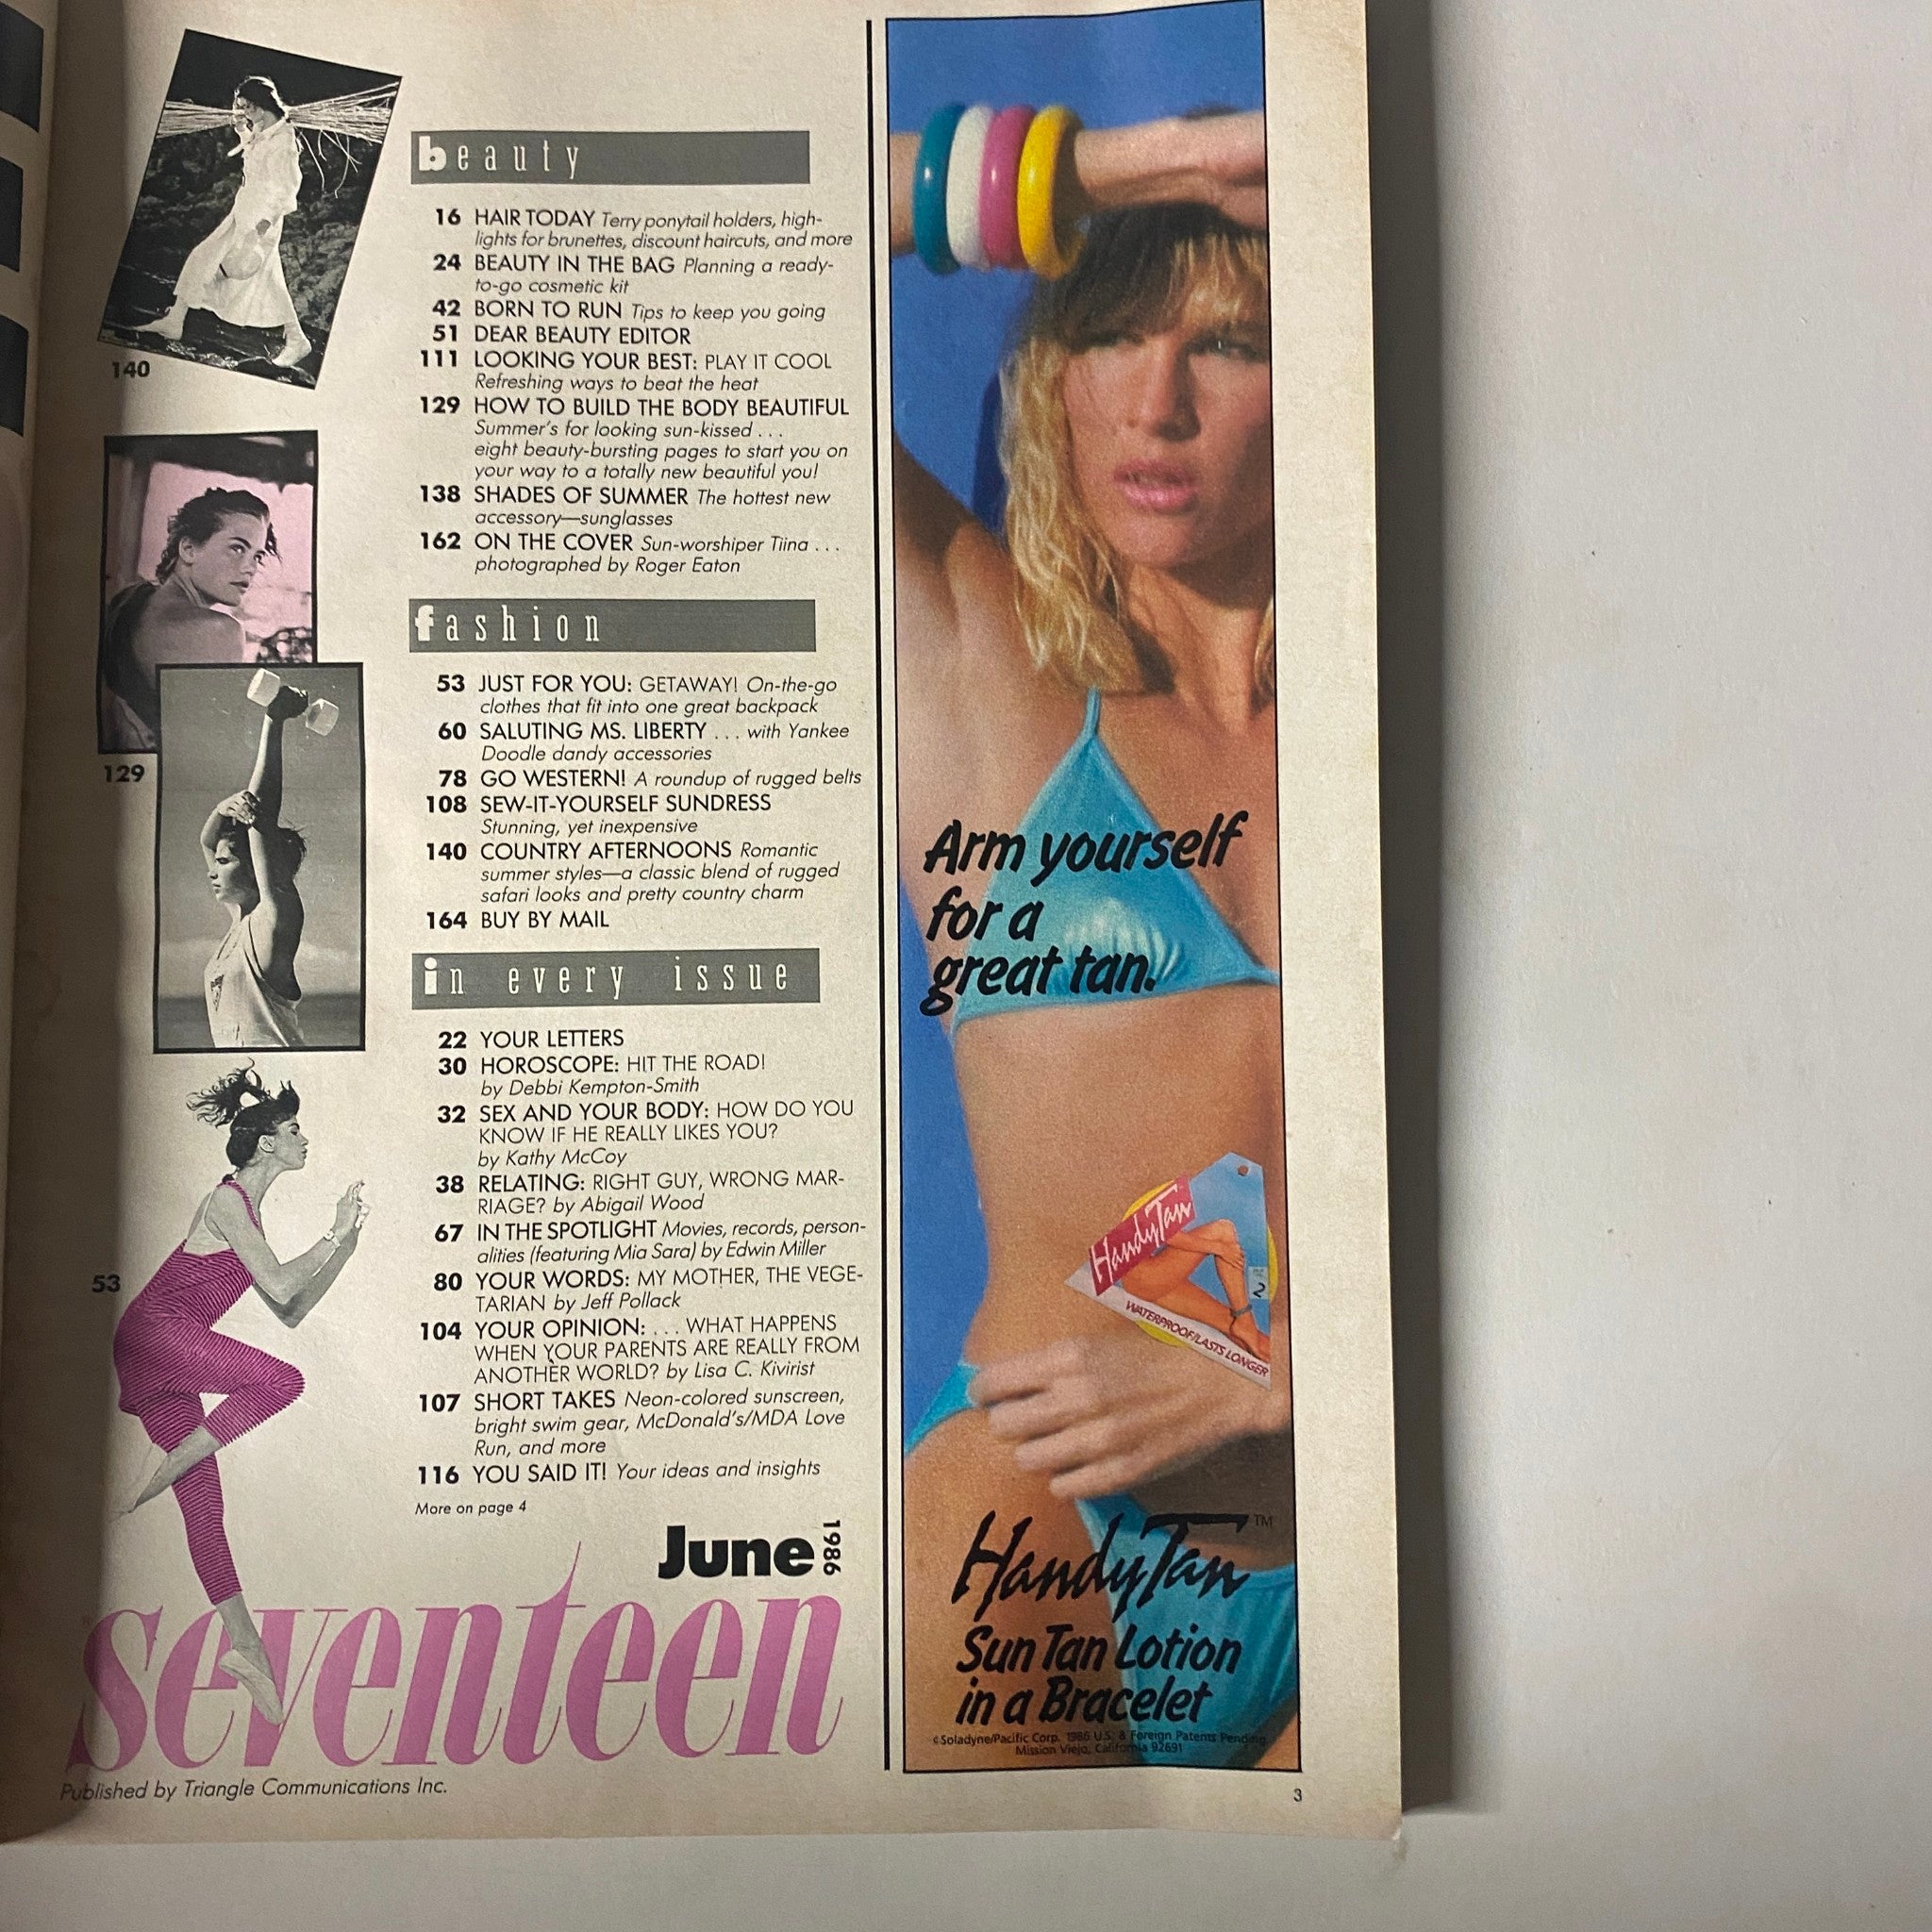 140
129
53
beauty
16 HAIR TODAY Terry ponytail holders, high-
lights for brunettes, discount haircuts, and more
24 BEAUTY IN THE BAG Planning a ready-
to-go cosmetic kit
42 BORN TO RUN Tips to keep you going
51 DEAR BEAUTY EDITOR
111 LOOKING YOUR BEST: PLAY IT COOL
Refreshing ways to beat the heat
129 HOW TO BUILD THE BODY BEAUTIFUL
Summer's for looking sun-kissed . . .
eight beauty-bursting pages to start you on
your way to a totally new beautiful you!
138 SHADES OF SUMMER The hottest new
accessory—sunglasses
162 ON THE COVER Sun-worshiper Tiina . . .
photographed by Roger Eaton
fashion
53 JUST FOR YOU: GETAWAY! On-the-go
clothes that fit into one great backpack
60 SALUTING MS. LIBERTY . . . with Yankee
Doodle dandy accessories
78 GO WESTERN! A roundup of rugged belts
108 SEW-IT-YOURSELF SUNDRESS
Stunning, yet inexpensive
140 COUNTRY AFTERNOONS Romantic
summer styles—a classic blend of rugged
safari looks and pretty country charm
164 BUY BY MAIL
in every issue
22 YOUR LETTERS
30 HOROSCOPE: HIT THE ROAD!
by Debbi Kempton-Smith
32 SEX AND YOUR BODY: HOW DO YOU
KNOW IF HE REALLY LIKES YOU?
by Kathy McCoy
38 RELATING: RIGHT GUY, WRONG MAR-
RIAGE? by Abigail Wood
67 IN THE SPOTLIGHT Movies, records, person-
alities (featuring Mia Sara) by Edwin Miller
80 YOUR WORDS: MY MOTHER, THE VEGE-
TARIAN by Jeff Pollack
104 YOUR OPINION: . . . WHAT HAPPENS
WHEN YOUR PARENTS ARE REALLY FROM
ANOTHER WORLD? by Lisa C. Kivirist
107 SHORT TAKES Neon-colored sunscreen,
bright swim gear, McDonald's/MDA Love
Run, and more
116 YOU SAID IT! Your ideas and insights
More on page 4
June 1986
seventeen
Published by Triangle Communications Inc.
Arm yourself
for a
great tan.
HandyTan
2
WATERPROOF/LASTS LONGER
HandyTan™
Sun Tan Lotion
in a Bracelet
©Soladyne/Pacific Corp. 1986 U.S. & Foreign Patents Pending
Mission Viejo, California 92691
3